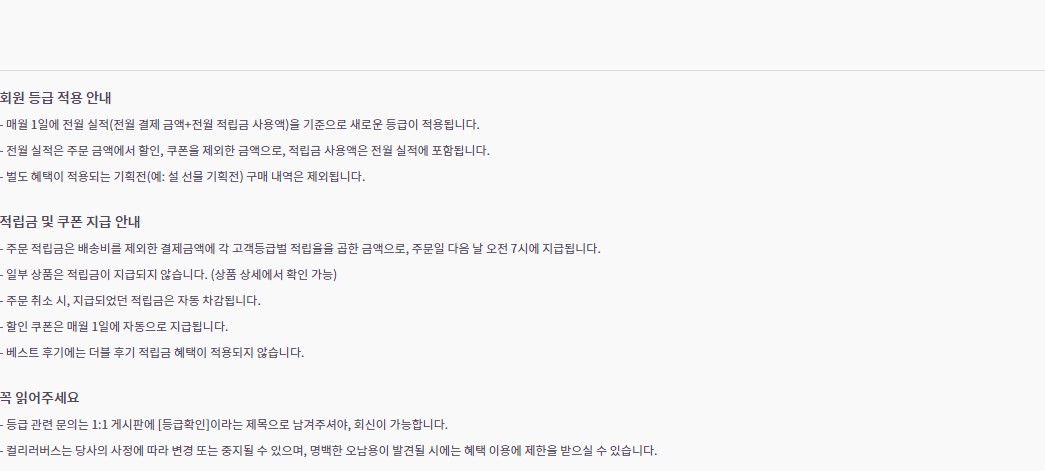 회원 등급 적용 안내
- 매월 1일에 전월 실적(전월 결제 금액+전월 적립금 사용액)을 기준으로 새로운 등급이 적용됩니다.
- 전월 실적은 주문 금액에서 할인, 쿠폰을 제외한 금액으로, 적립금 사용액은 전월 실적에 포함됩니다.
- 별도 혜택이 적용되는 기획전(예: 설 선물 기획전) 구매 내역은 제외됩니다.
적립금 및 쿠폰 지급 안내
- 주문 적립금은 배송비를 제외한 결제금액에 각 고객등급별 적립율을 곱한 금액으로, 주문일 다음 날 오전 7시에 지급됩니다.
- 일부 상품은 적립금이 지급되지 않습니다. (상품 상세에서 확인 가능)
- 주문 취소 시, 지급되었던 적립금은 자동 차감됩니다.
- 할인 쿠폰은 매월 1일에 자동으로 지급됩니다.
- 베스트 후기에는 더블 후기 적립금 혜택이 적용되지 않습니다.
꼭 읽어주세요
- 등급 관련 문의는 1:1 게시판에 [등급확인]이라는 제목으로 남겨주셔야, 회신이 가능합니다.
- 컬리러버스는 당사의 사정에 따라 변경 또는 중지될 수 있으며, 명백한 오남용이 발견될 시에는 혜택 이용에 제한을 받으실 수 있습니다.